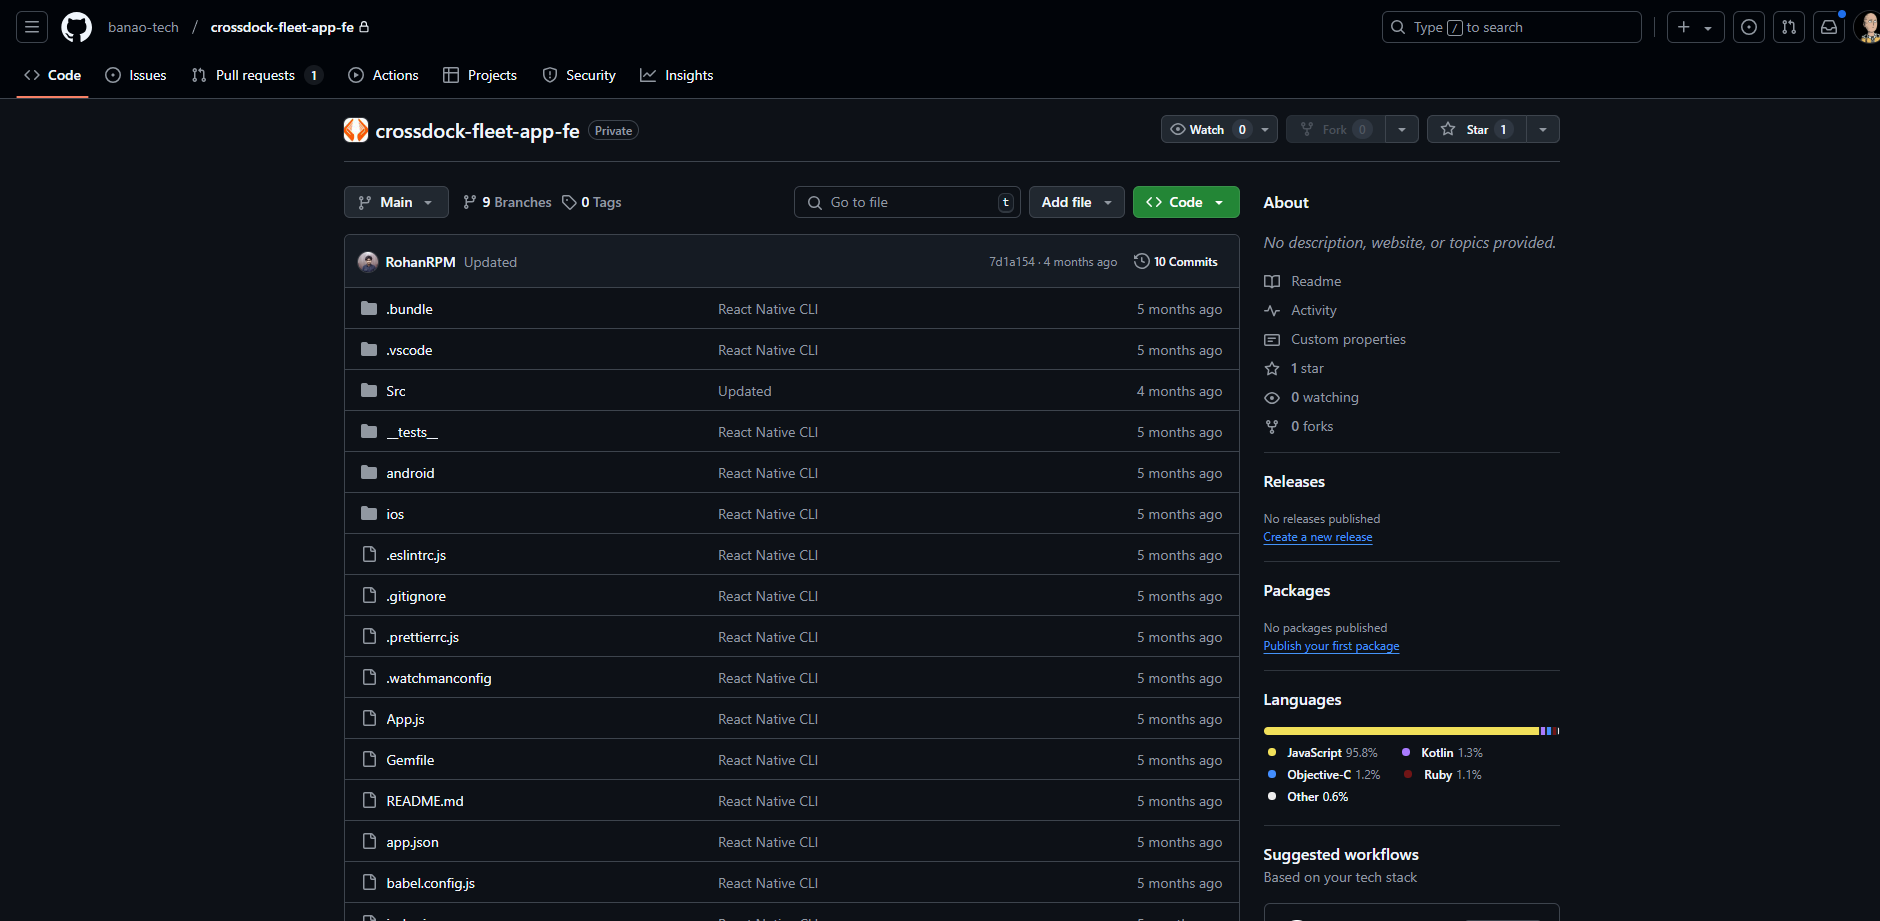 banao-tech / crossdock-fleet-app-fe
Type / to search
Code
Issues
Pull requests 1
Actions
Projects
Security
Insights
crossdock-fleet-app-fe Private
Watch 0
Fork 0
Star 1
Main
9 Branches
0 Tags
Go to file t
Add file
Code
RohanRPM Updated 7d1a154 · 4 months ago 10 Commits
.bundle React Native CLI 5 months ago
.vscode React Native CLI 5 months ago
Src Updated 4 months ago
__tests__ React Native CLI 5 months ago
android React Native CLI 5 months ago
ios React Native CLI 5 months ago
.eslintrc.js React Native CLI 5 months ago
.gitignore React Native CLI 5 months ago
.prettierrc.js React Native CLI 5 months ago
.watchmanconfig React Native CLI 5 months ago
App.js React Native CLI 5 months ago
Gemfile React Native CLI 5 months ago
README.md React Native CLI 5 months ago
app.json React Native CLI 5 months ago
babel.config.js React Native CLI 5 months ago
About
No description, website, or topics provided.
Readme
Activity
Custom properties
1 star
0 watching
0 forks
Releases
No releases published
Create a new release
Packages
No packages published
Publish your first package
Languages
JavaScript 95.8%
Kotlin 1.3%
Objective-C 1.2%
Ruby 1.1%
Other 0.6%
Suggested workflows
Based on your tech stack